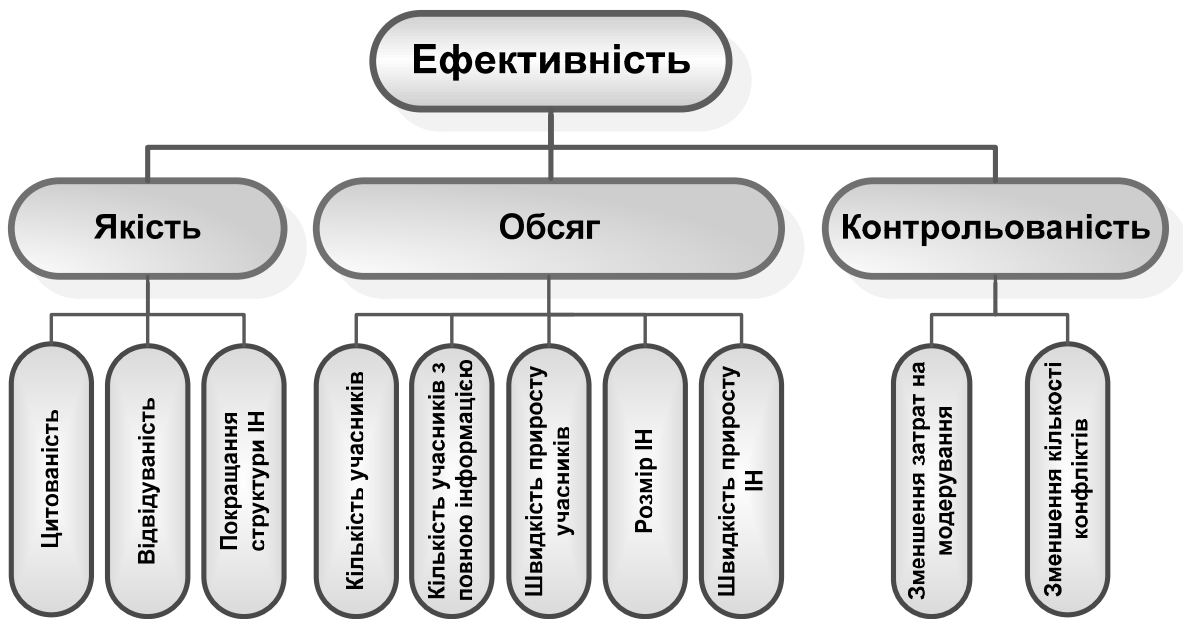 Ефективність
Якість
Обсяг
Контрольованість
Цитованість
Відвідуваність
Покращання
структури ІН
Кількість учасників
Кількість учасників з
повною інформацією
Швидкість приросту
учасників
Розмір ІН
Швидкість приросту
ІН
Зменшення затрат на
модерування
Зменшення кількості
конфліктів